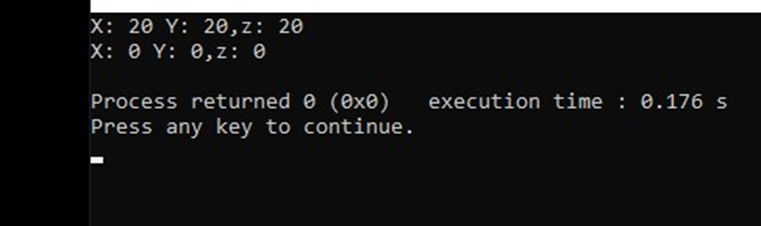 X: 20 Y: 20,z: 20
X: 0 Y: 0,z: 0
Process returned 0 (0x0)   execution time : 0.176 s
Press any key to continue.